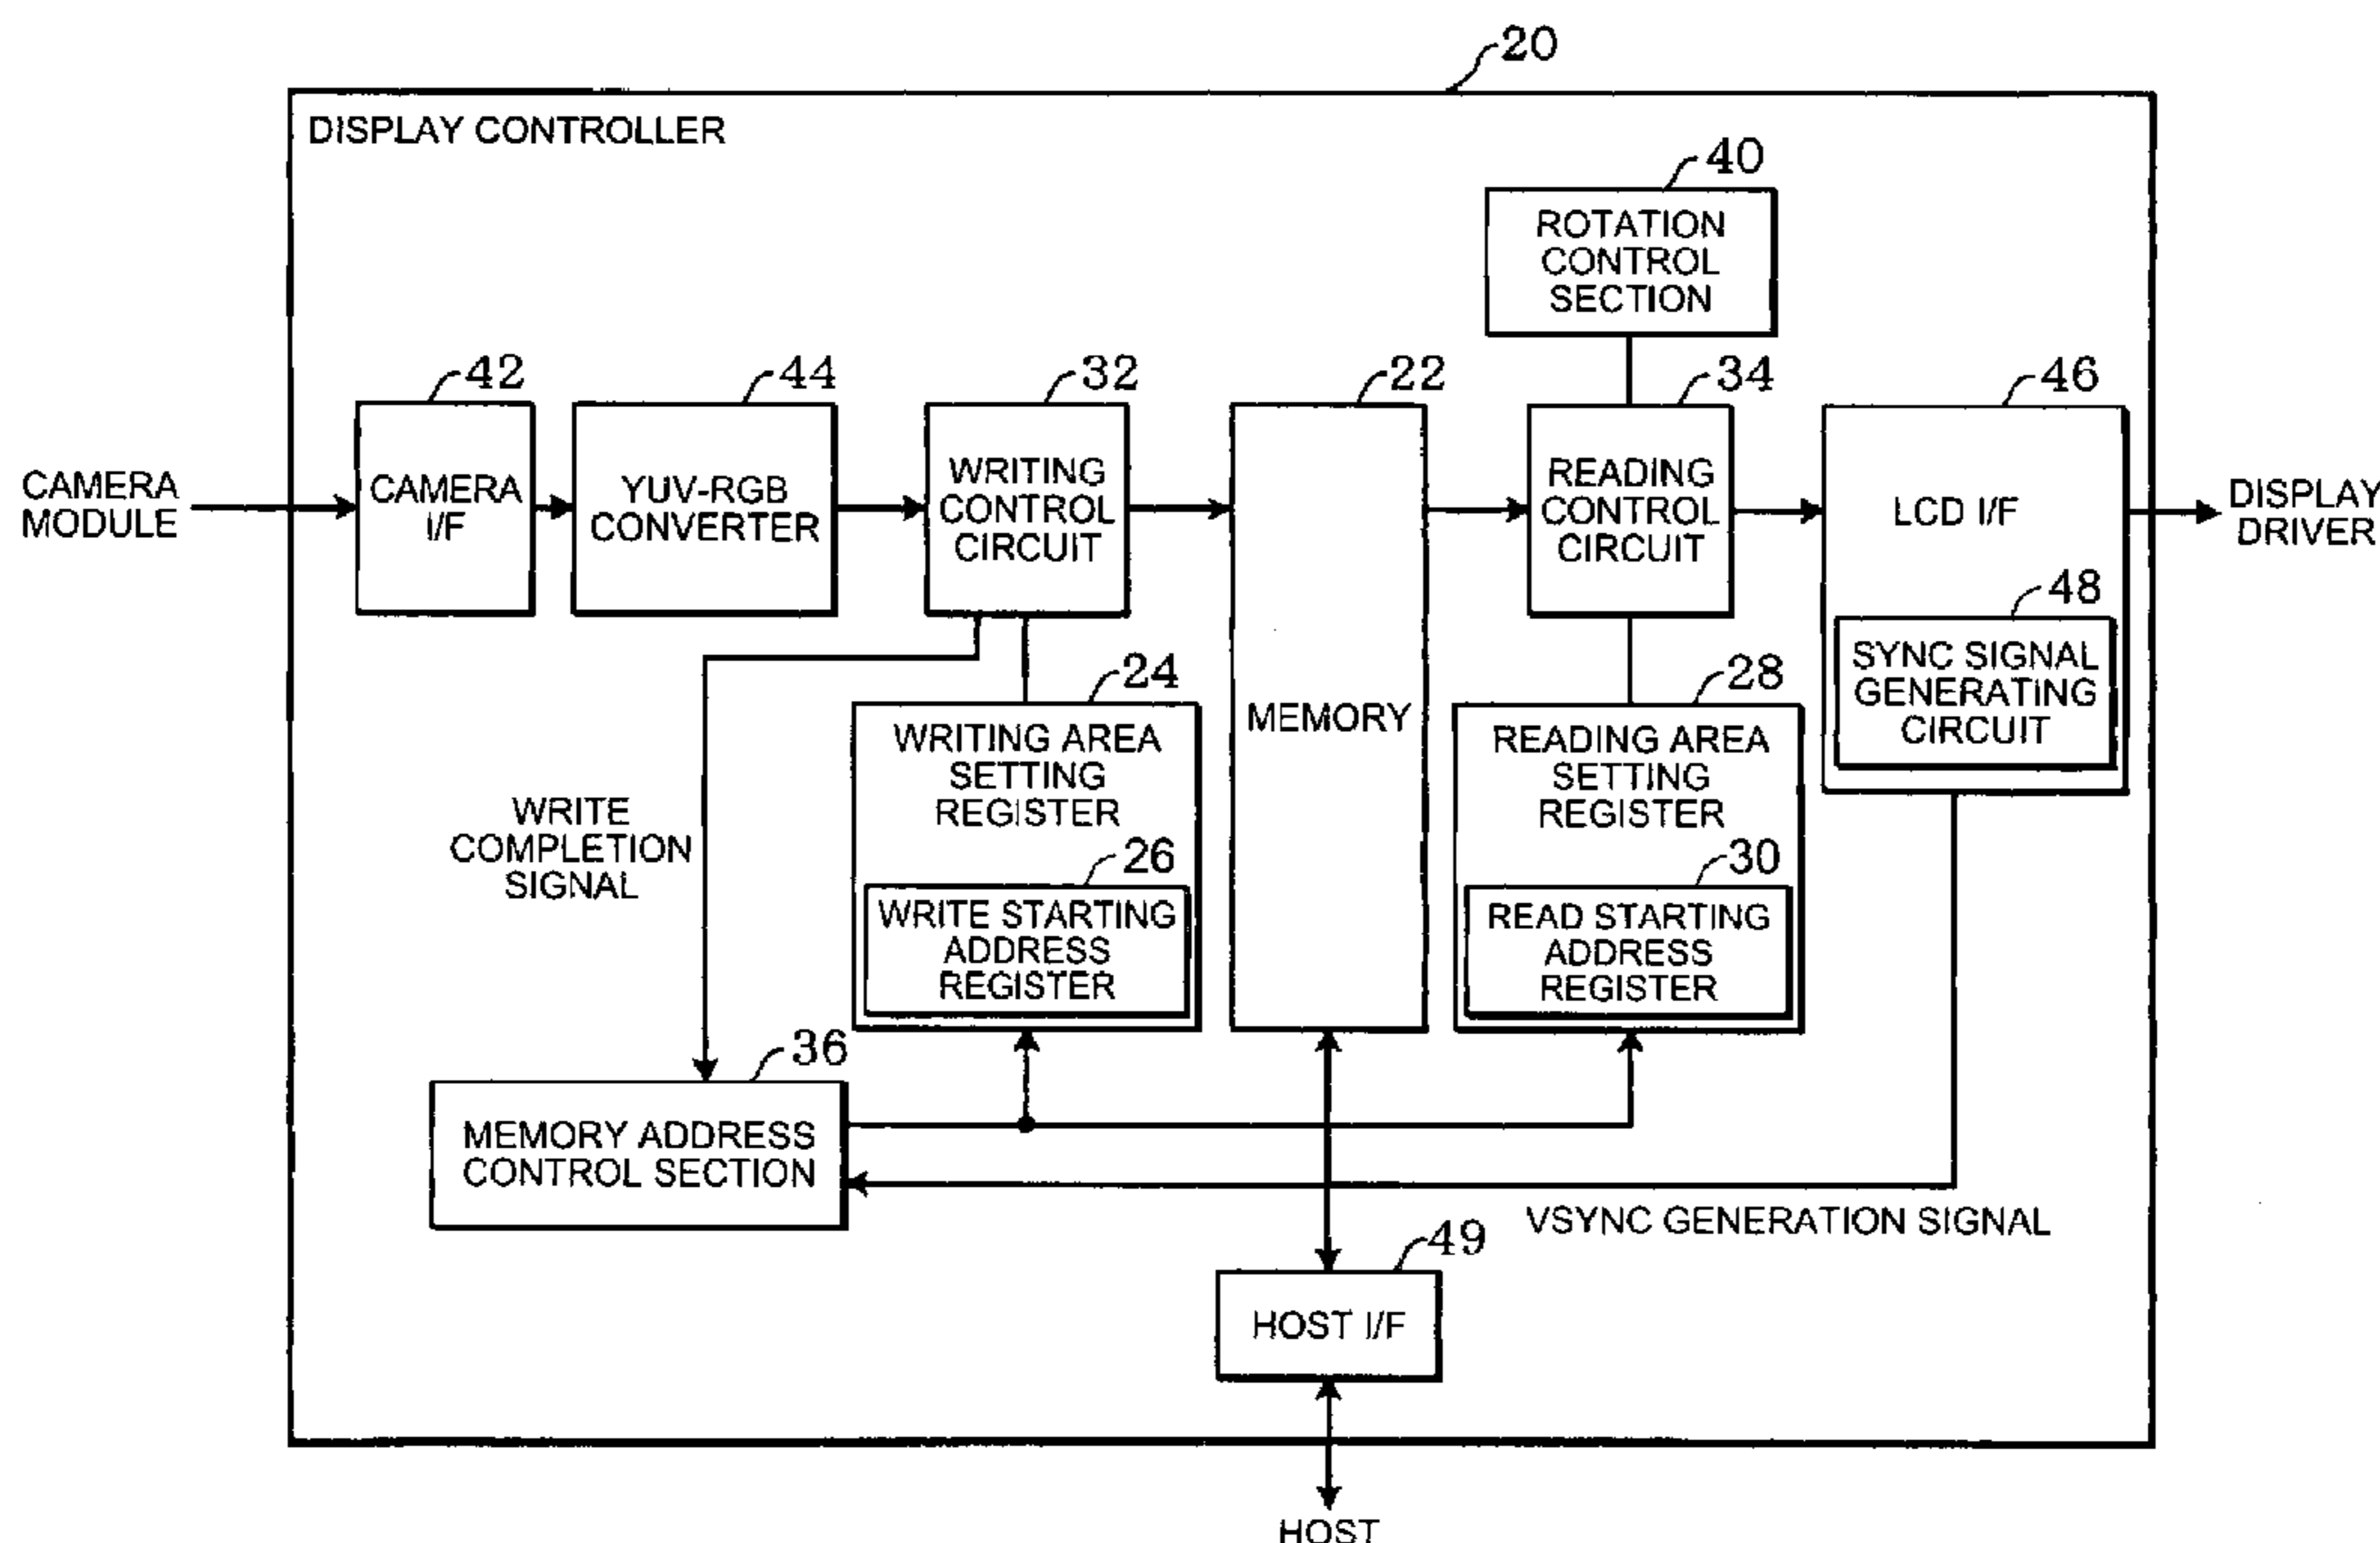 20
DISPLAY CONTROLLER
40
ROTATION
CONTROL
SECTION
42
44
32
22
34
46
CAMERA
MODULE
CAMERA
I/F
YUV-RGB
CONVERTER
WRITING
CONTROL
CIRCUIT
MEMORY
READING
CONTROL
CIRCUIT
LCD I/F
DISPLAY
DRIVER
48
SYNC SIGNAL
GENERATING
CIRCUIT
24
WRITING AREA
SETTING
REGISTER
28
READING AREA
SETTING
REGISTER
WRITE
COMPLETION
SIGNAL
26
WRITE STARTING
ADDRESS
REGISTER
30
READ STARTING
ADDRESS
REGISTER
36
MEMORY ADDRESS
CONTROL SECTION
VSYNC GENERATION SIGNAL
49
HOST I/F
HOST